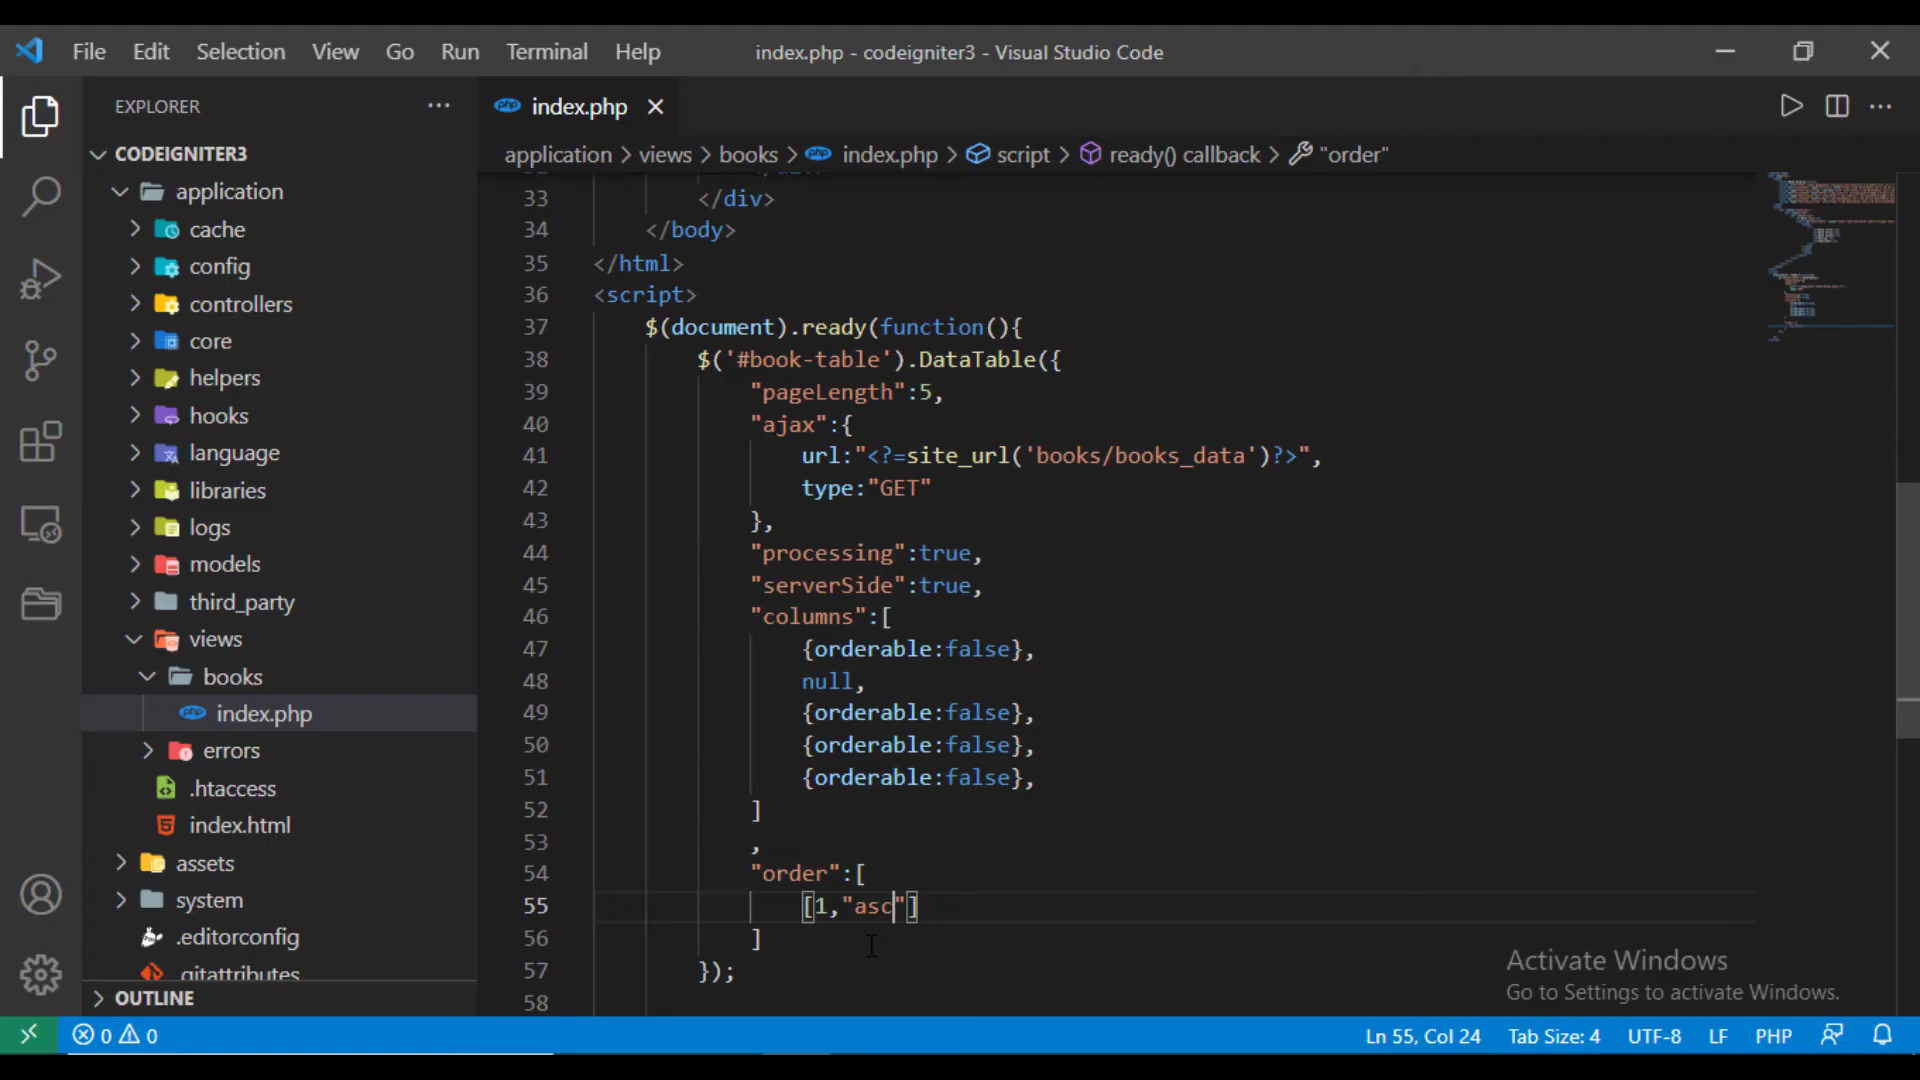 File Edit Selection View Go Run Terminal Help index.php - codeigniter3 - Visual Studio Code
EXPLORER
CODEIGNITER3
application
cache
config
controllers
core
helpers
hooks
language
libraries
logs
models
third_party
views
books
index.php
errors
.htaccess
index.html
assets
system
.editorconfig
.gitattributes
OUTLINE
index.php
application > views > books > index.php > script > ready() callback > "order"
33 </div>
34 </body>
35 </html>
36 <script>
37 $(document).ready(function(){
38 $('#book-table').DataTable({
39 "pageLength":5,
40 "ajax":{
41 url:"<?=site_url('books/books_data')?>",
42 type:"GET"
43 },
44 "processing":true,
45 "serverSide":true,
46 "columns":[
47 {orderable:false},
48 null,
49 {orderable:false},
50 {orderable:false},
51 {orderable:false},
52 ]
53 ,
54 "order":[
55 [1,"asc"]
56 ]
57 });
58
Activate Windows
Go to Settings to activate Windows.
0 0 Ln 55, Col 24 Tab Size: 4 UTF-8 LF PHP